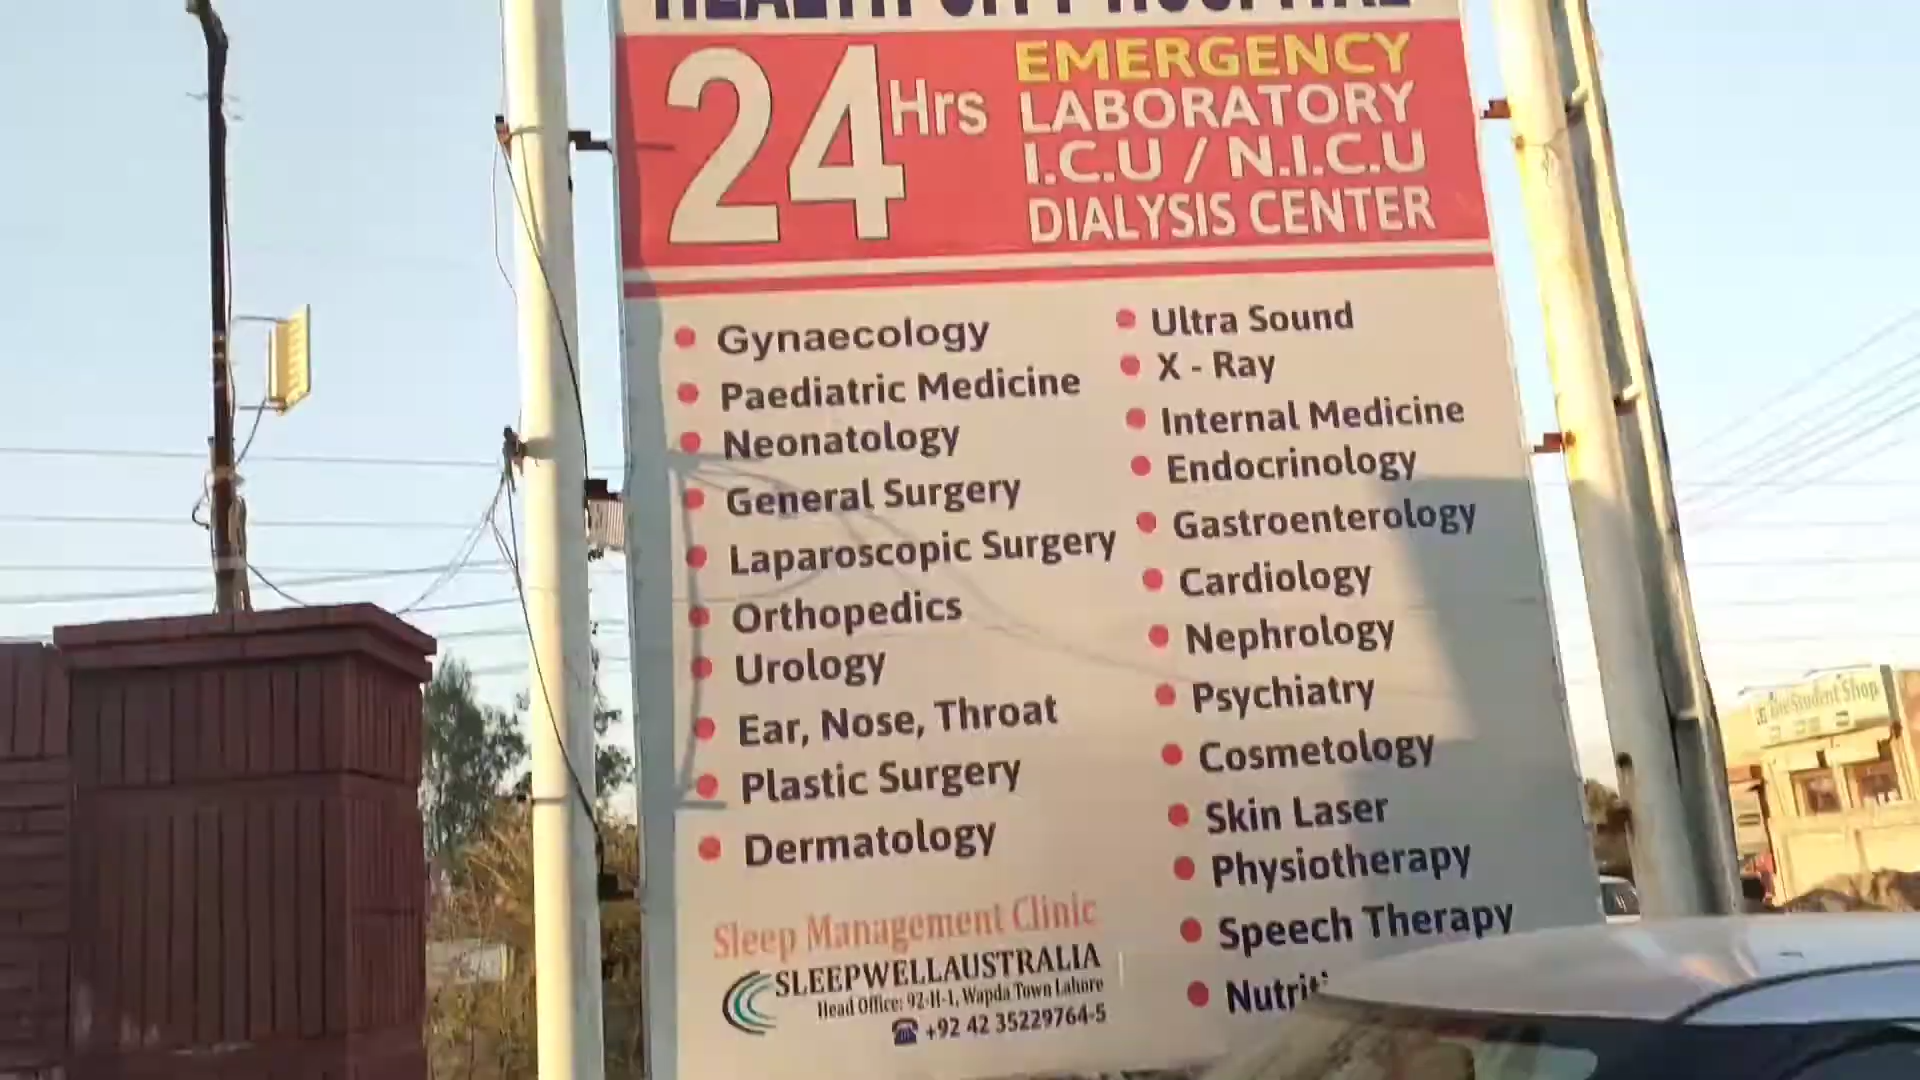 HEALTH CITY HOSPITAL
24 Hrs
EMERGENCY
LABORATORY
I.C.U / N.I.C.U
DIALYSIS CENTER
Gynaecology
Paediatric Medicine
Neonatology
General Surgery
Laparoscopic Surgery
Orthopedics
Urology
Ear, Nose, Throat
Plastic Surgery
Dermatology
Ultra Sound
X - Ray
Internal Medicine
Endocrinology
Gastroenterology
Cardiology
Nephrology
Psychiatry
Cosmetology
Skin Laser
Physiotherapy
Speech Therapy
Sleep Management Clinic
SLEEPWELLAUSTRALIA
Head Office: 92-H-1, Wapda Town Lahore
+92 42 35229764-5
Student Shop